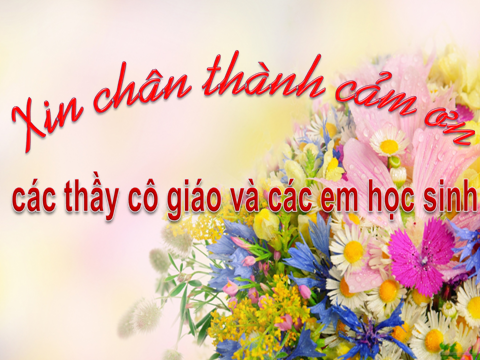 Xin chân thành cảm ơn
các thầy cô giáo và các em học sinh